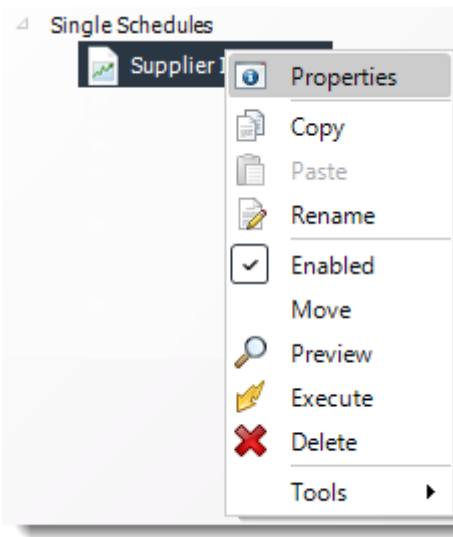 Single Schedules
Supplier
Properties
Copy
Paste
Rename
Enabled
Move
Preview
Execute
Delete
Tools